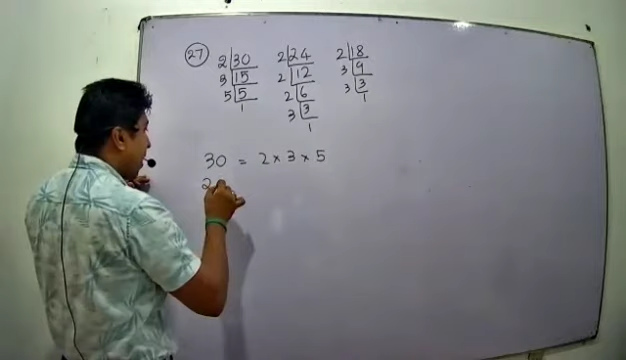 27 2 30 2 24 2 18
3 15 2 12 3 9
5 5 2 6 3 3
1 3 3 1
1
30 = 2 × 3 × 5
2